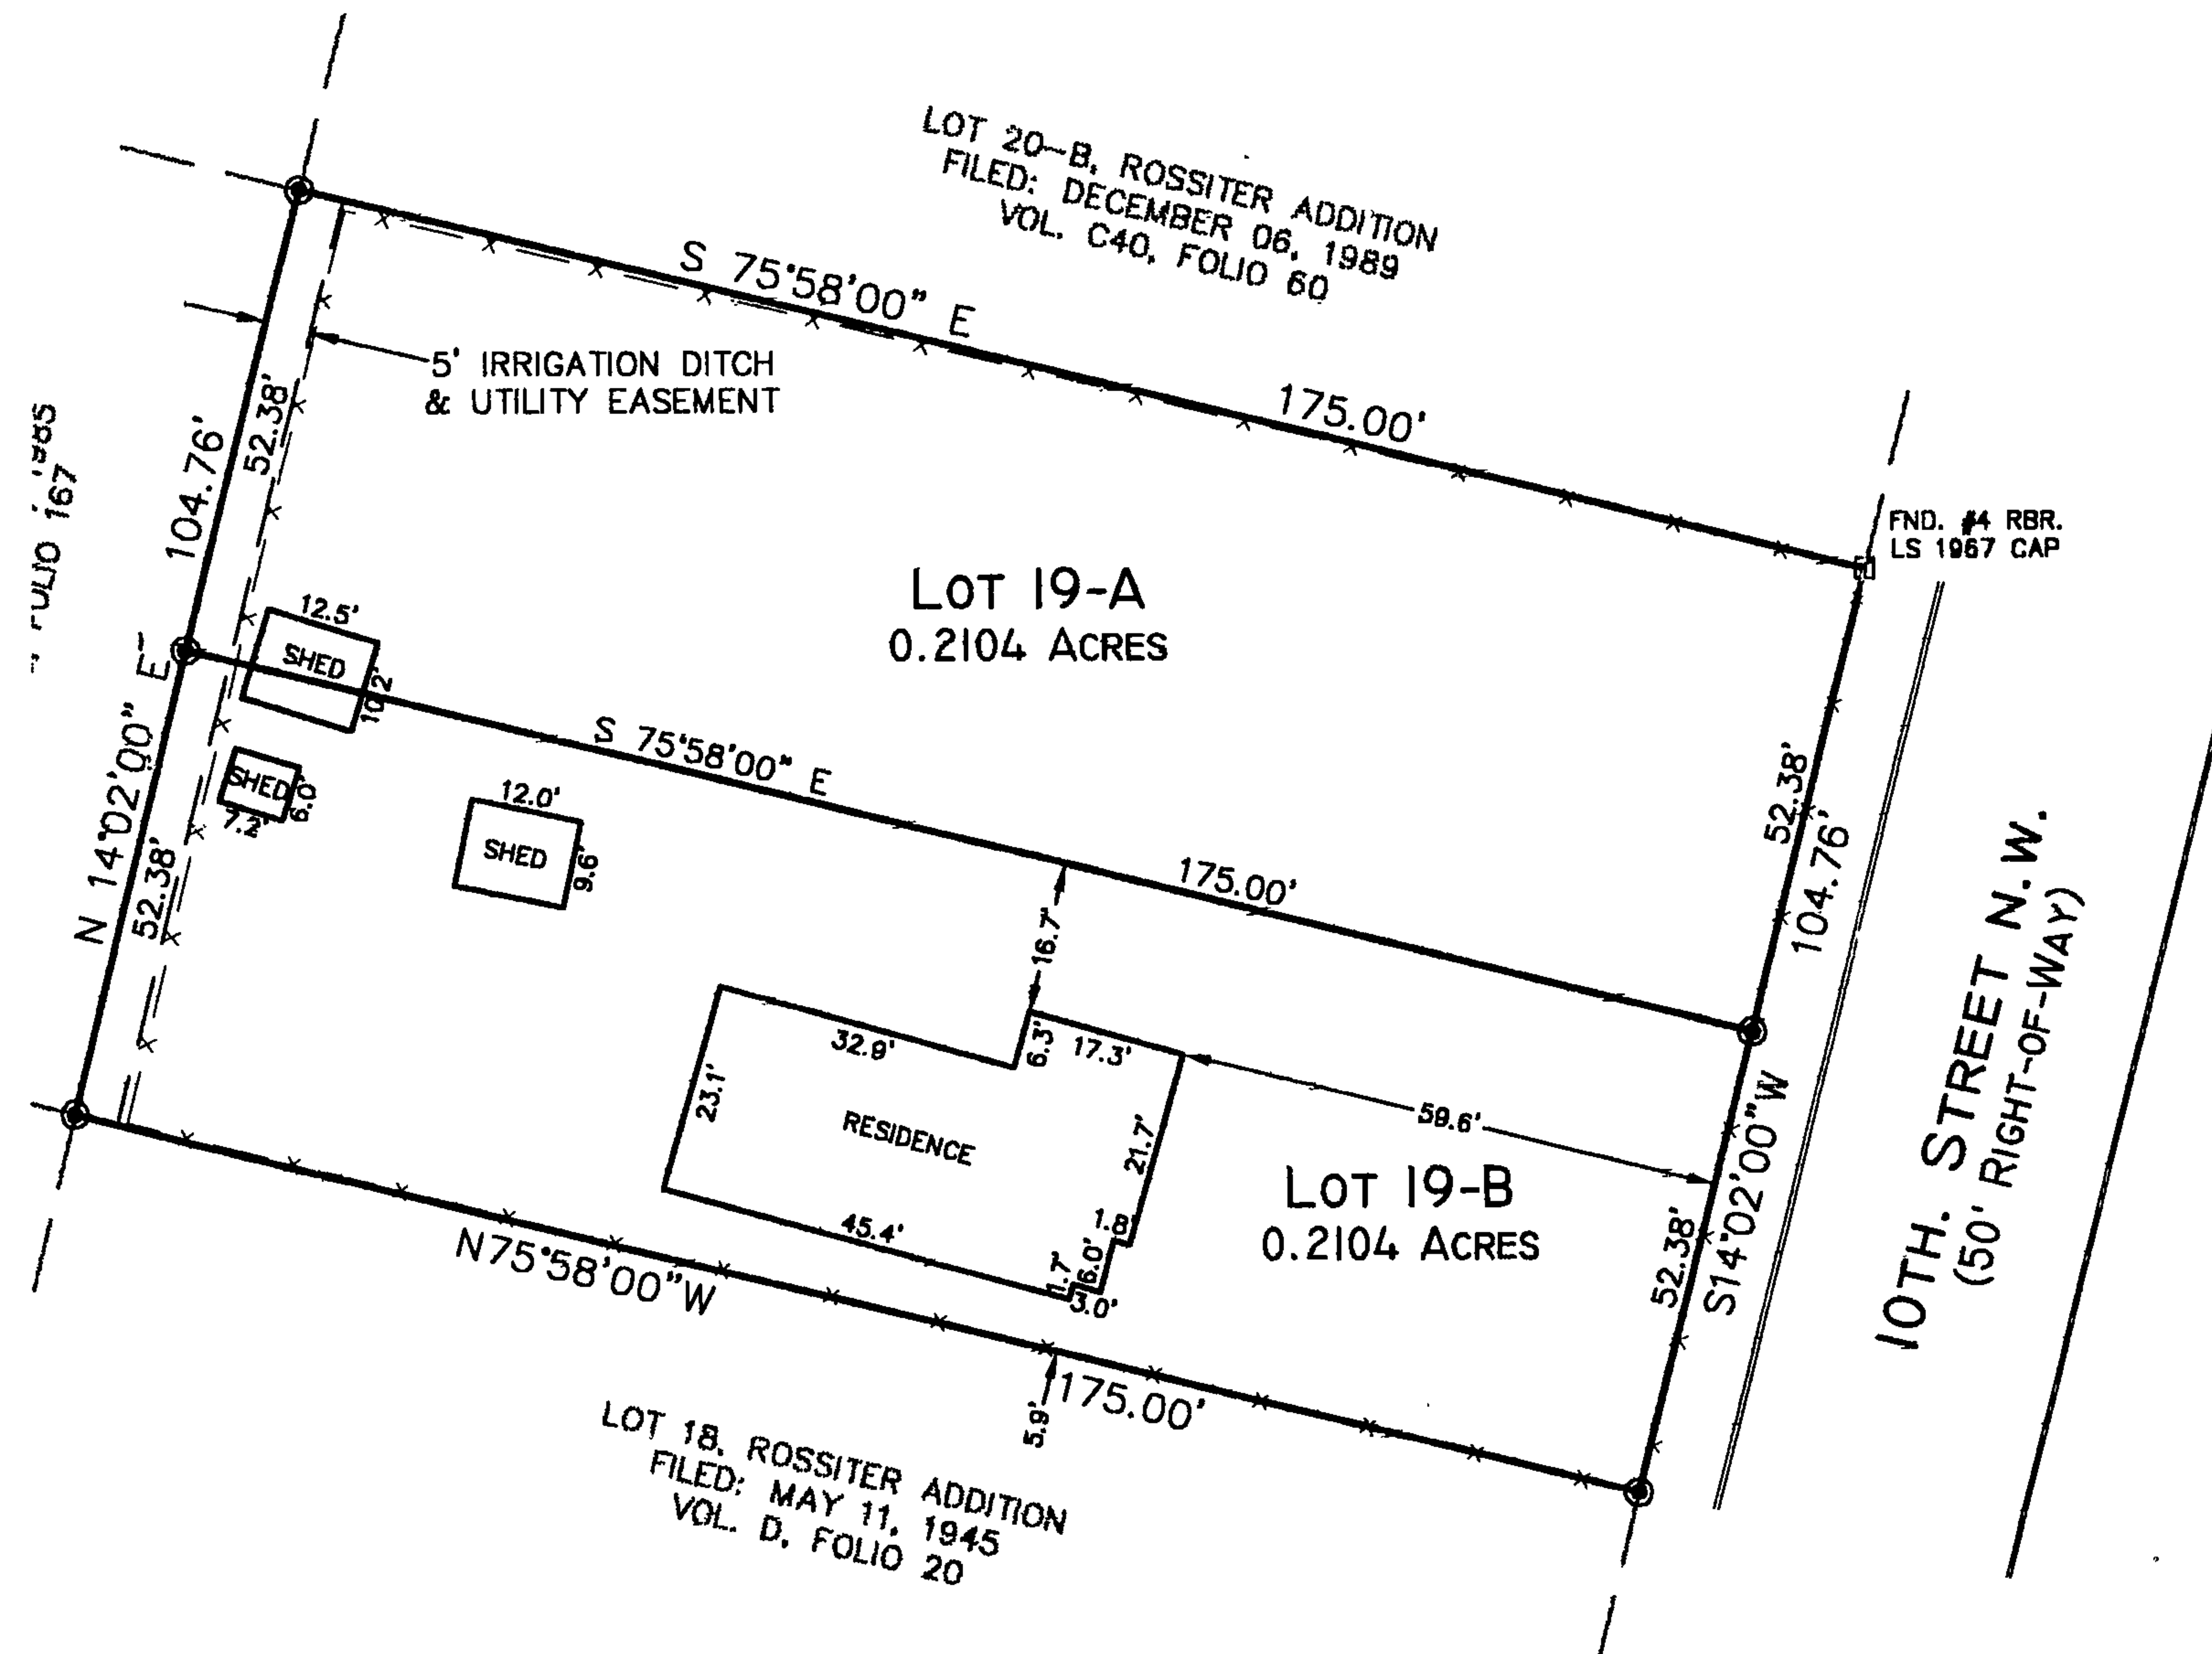 LOT 20-B, ROSSITER ADDITION
FILED: DECEMBER 06, 1989
VOL. C40, FOLIO 60
S 75°58'00" E
175.00'
5' IRRIGATION DITCH
& UTILITY EASEMENT
FND. #4 RBR.
LS 1967 CAP
104.76'
52.38'
167
LOT 19-A
0.2104 ACRES
12.5'
SHED
10.2'
N 14°02'00" E
S 75°58'00" E
175.00'
52.38'
104.76'
SHED
6.0'
7.2'
12.0'
SHED
9.6'
52.38'
16.7'
10TH. STREET N.W.
(50' RIGHT-OF-WAY)
32.9'
6.3'
17.3'
23.1'
RESIDENCE
21.7'
59.6'
S14°02'00"W
LOT 19-B
0.2104 ACRES
52.38'
45.4'
1.8'
1.7'
6.0'
3.0'
N75°58'00"W
175.00'
5.9'
LOT 18, ROSSITER ADDITION
FILED: MAY 11, 1945
VOL. D, FOLIO 20